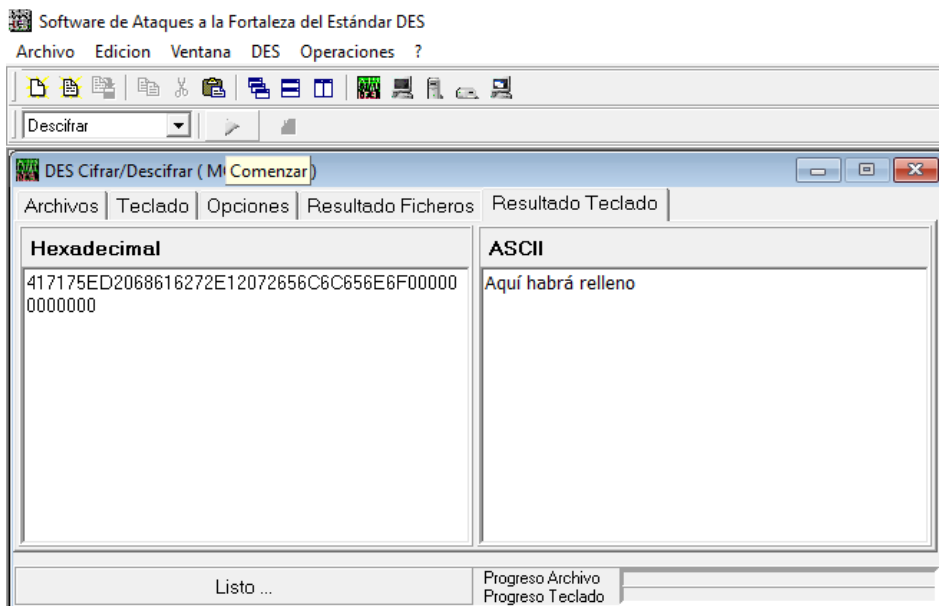 Software de Ataques a la Fortaleza del Estándar DES
Archivo Edicion Ventana DES Operaciones ?
Descifrar
DES Cifrar/Descifrar ( M
Comenzar
)
Archivos Teclado Opciones Resultado Ficheros Resultado Teclado
Hexadecimal ASCII
417175ED2068616272E12072656C6C656E6F00000 Aquí habrá relleno
0000000
Listo ... Progreso Archivo
Progreso Teclado